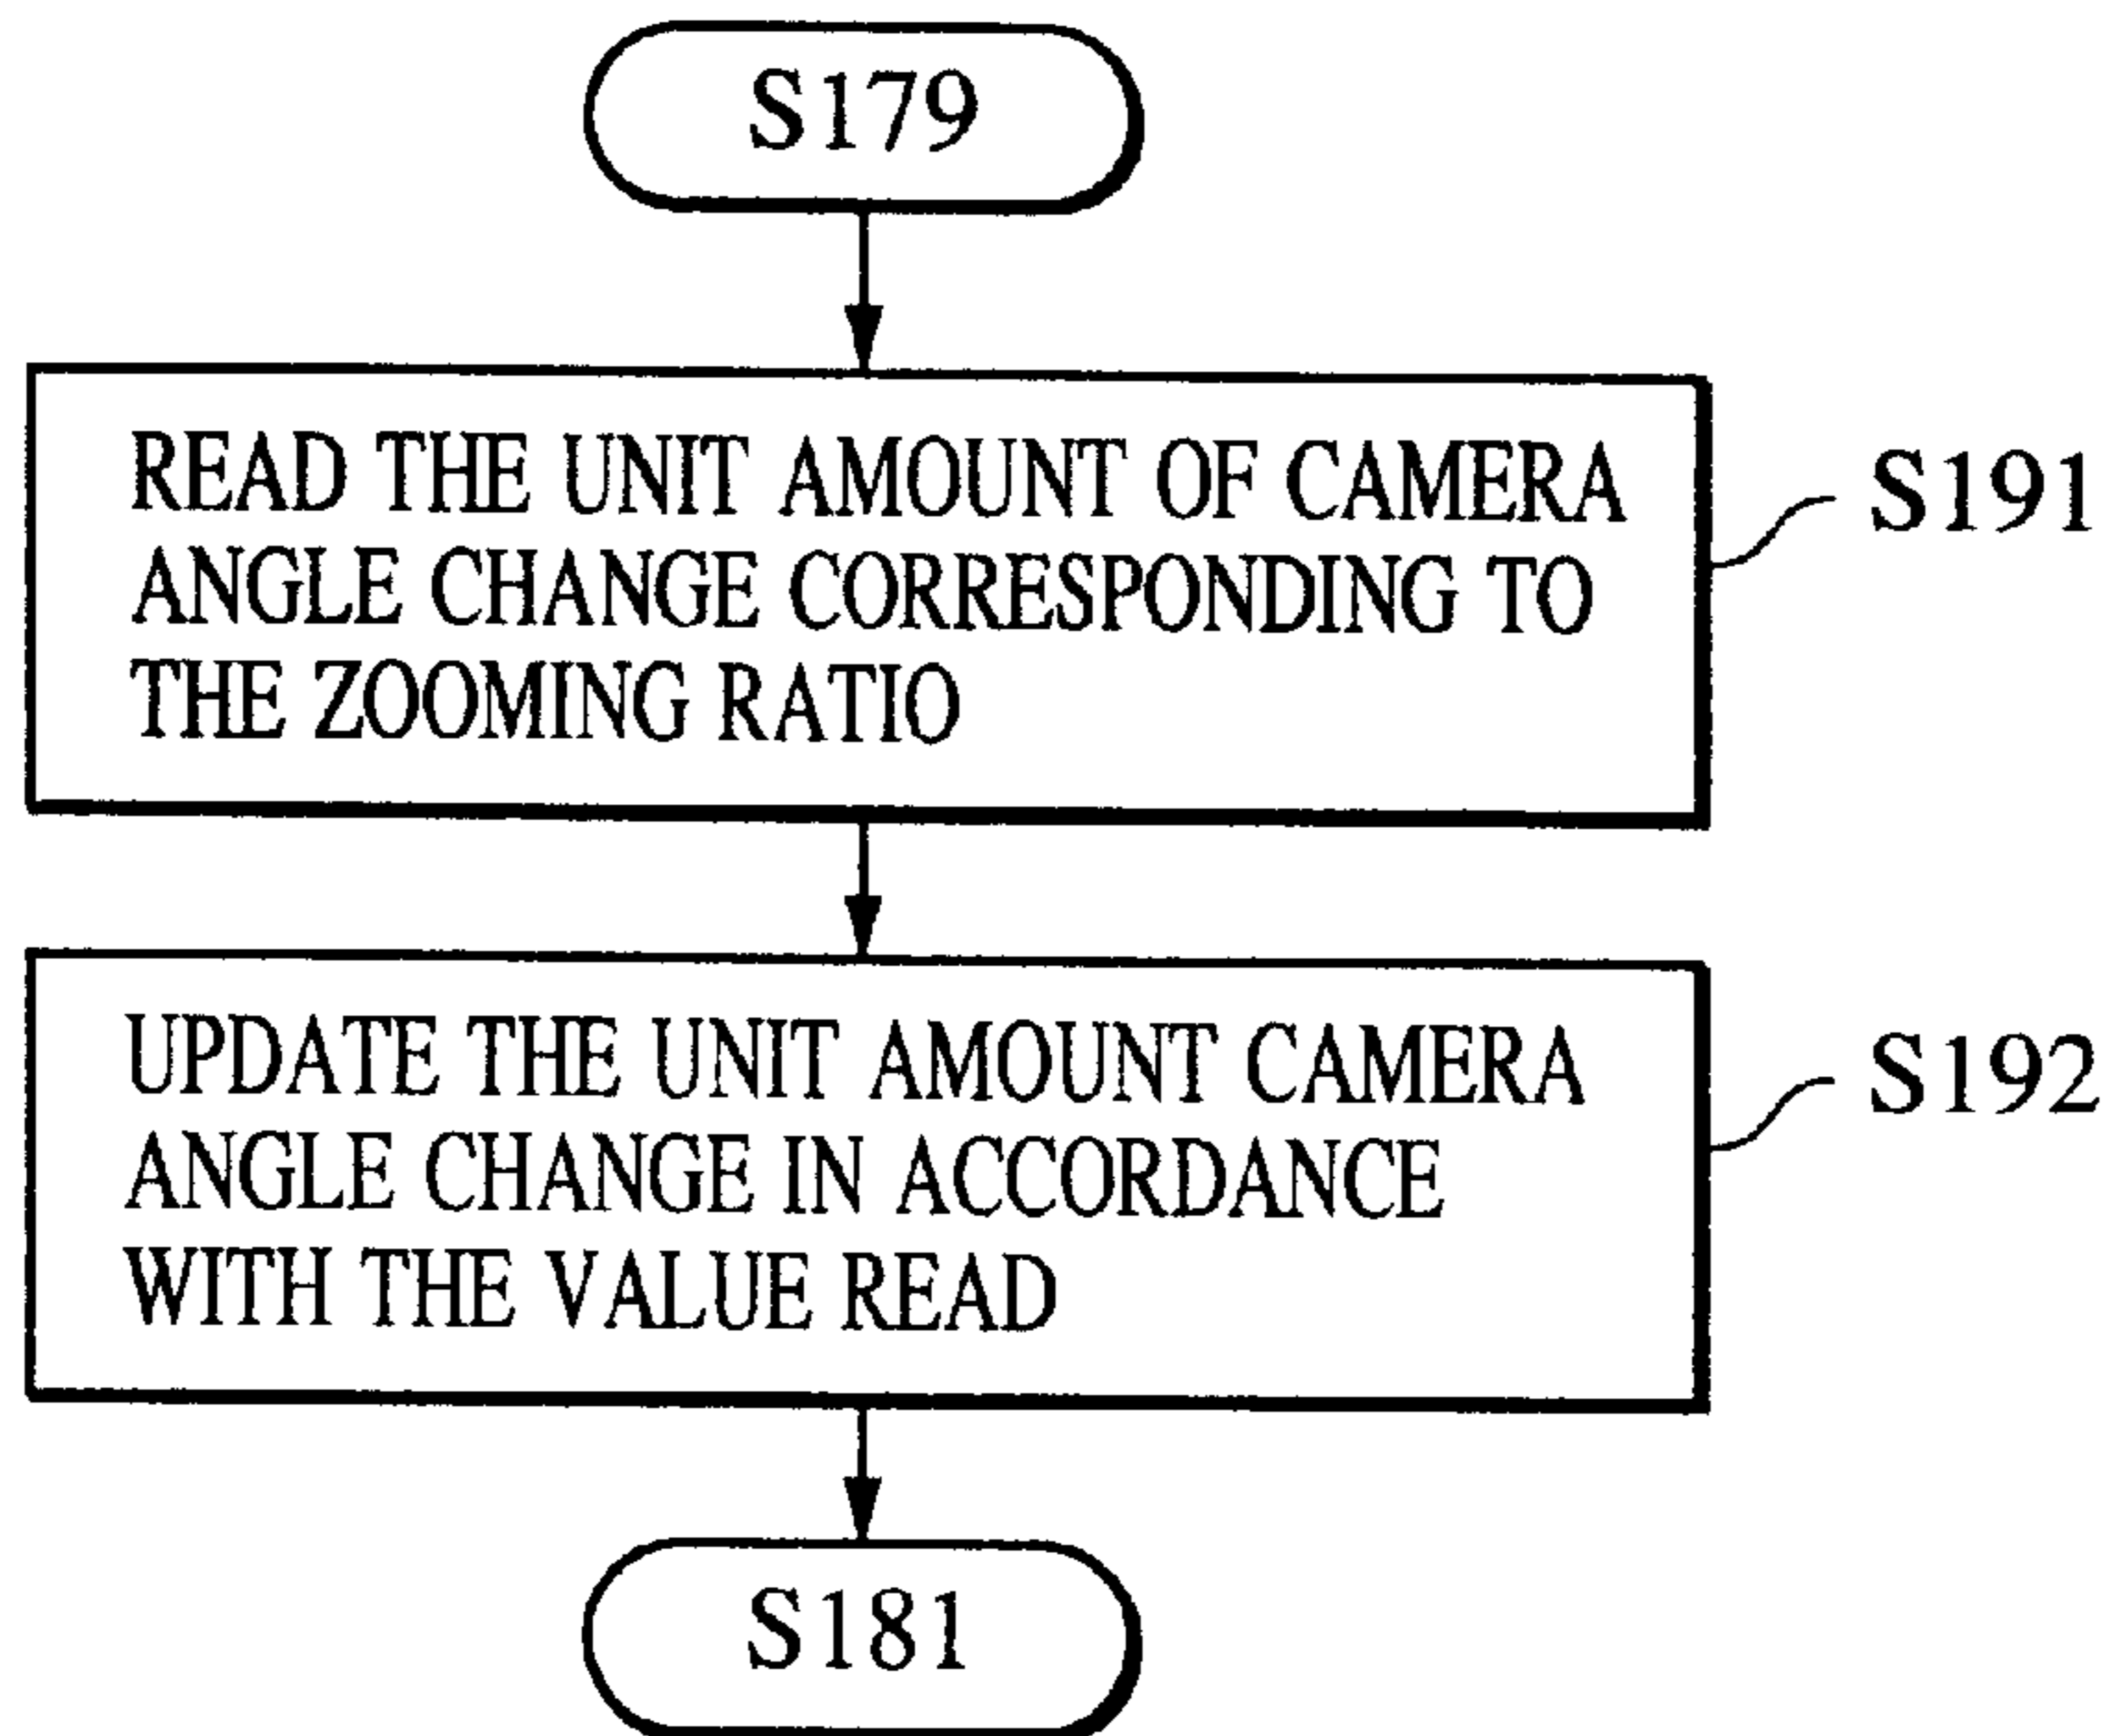 S179
READ THE UNIT AMOUNT OF CAMERA
ANGLE CHANGE CORRESPONDING TO
THE ZOOMING RATIO
S191
UPDATE THE UNIT AMOUNT CAMERA
ANGLE CHANGE IN ACCORDANCE
WITH THE VALUE READ
S192
S181